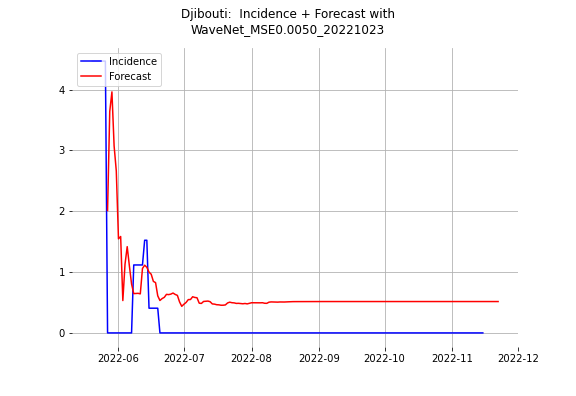 Djibouti:  Incidence + Forecast with
WaveNet_MSE0.0050_20221023
Incidence
Forecast
4
3
2
1
0
2022-06 2022-07 2022-08 2022-09 2022-10 2022-11 2022-12